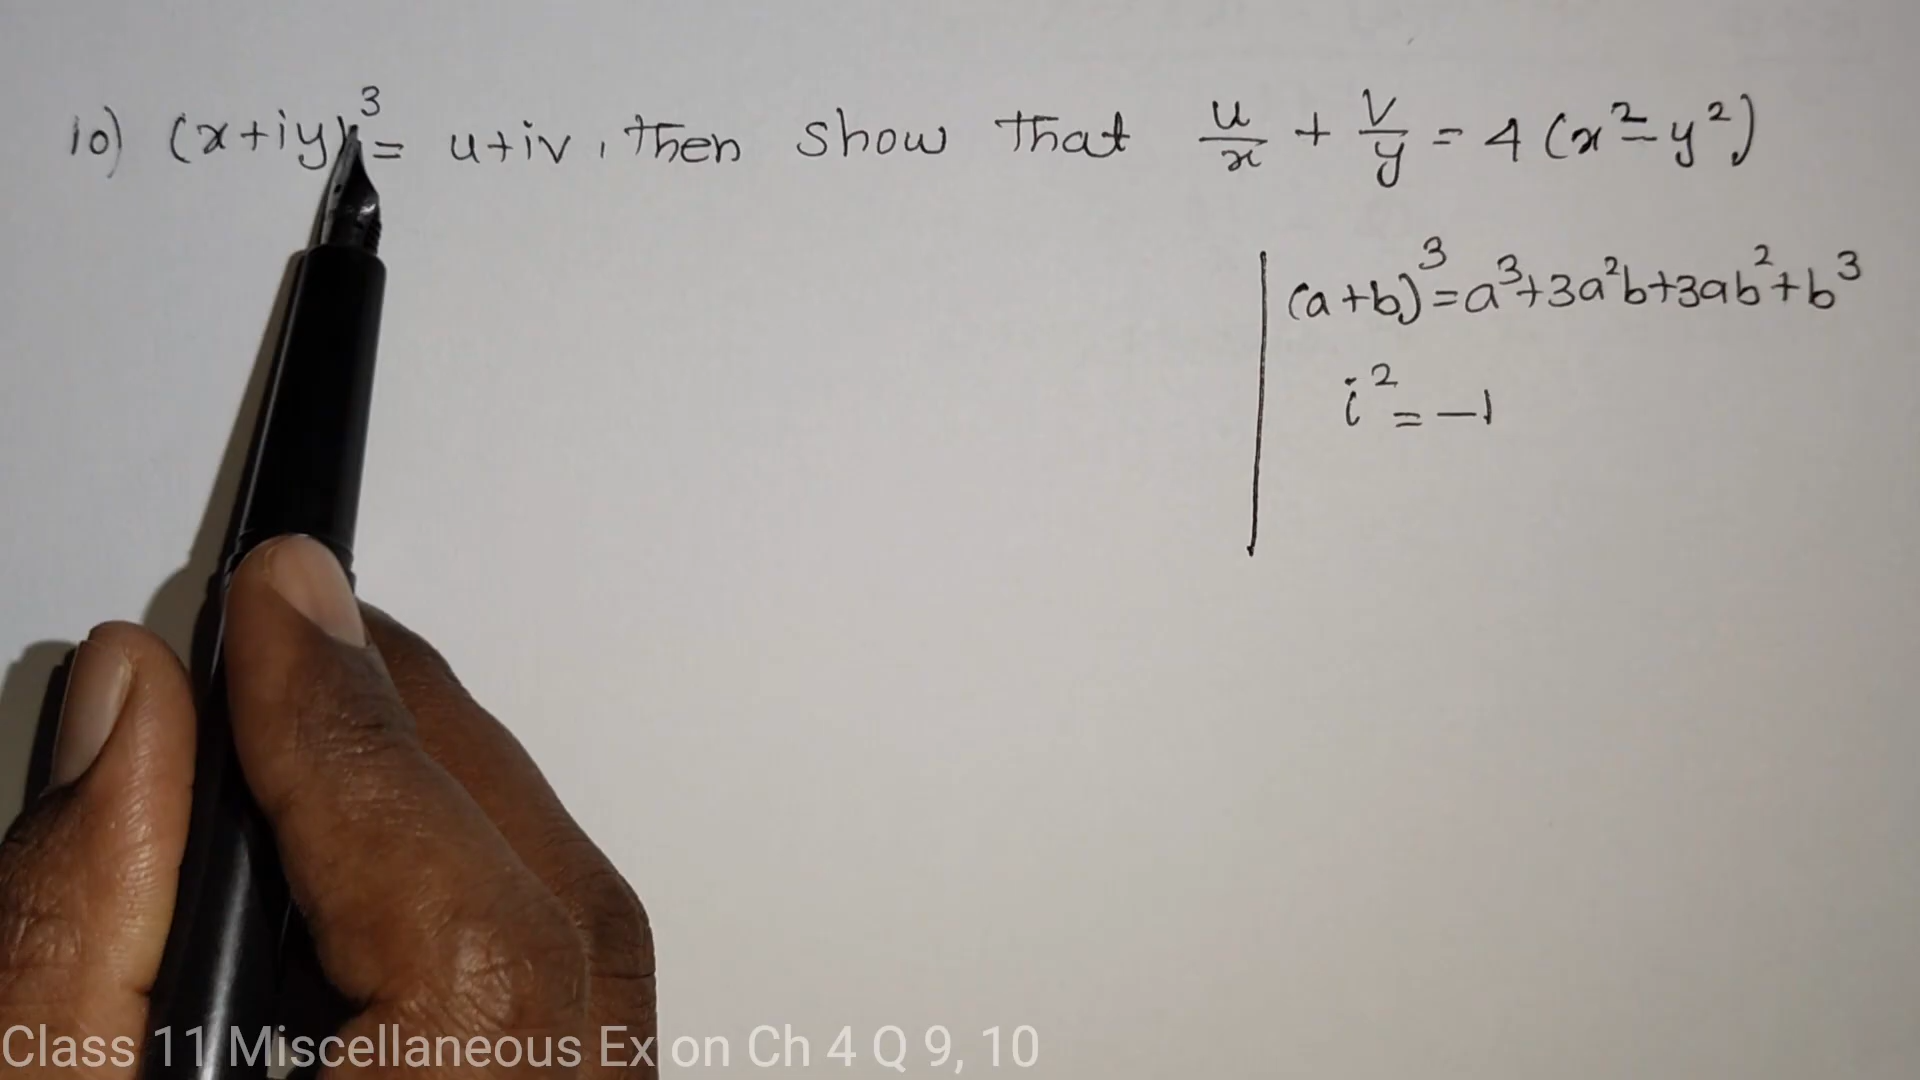 10) (x+iy)³ = u+iv, then show that u/x + v/y = 4(x²-y²)
(a+b)³ = a³+3a²b+3ab²+b³
i² = -1
Class 11 Miscellaneous Ex on Ch 4 Q 9, 10